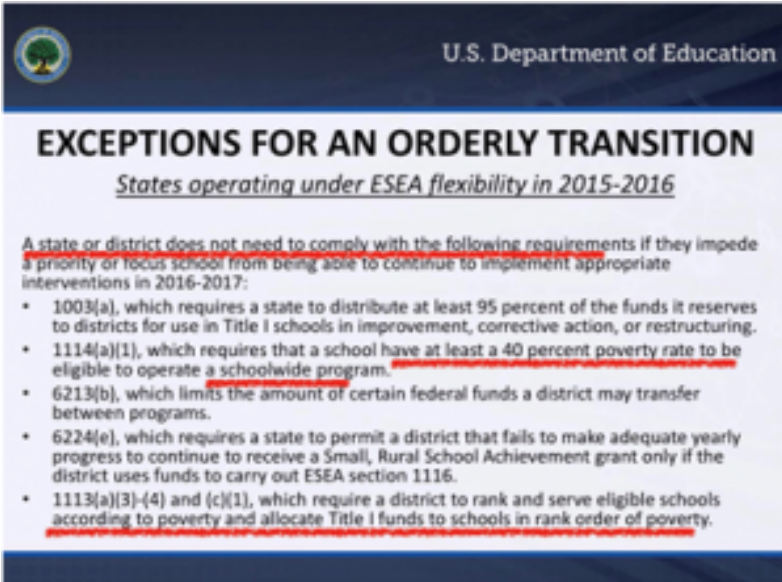 U.S. Department of Education
EXCEPTIONS FOR AN ORDERLY TRANSITION
States operating under ESEA flexibility in 2015-2016
A state or district does not need to comply with the following requirements if they impede
a priority or focus school from being able to continue to implement appropriate
interventions in 2016-2017:
• 1003(a), which requires a state to distribute at least 95 percent of the funds it reserves
to districts for use in Title I schools in improvement, corrective action, or restructuring.
• 1114(a)(1), which requires that a school have at least a 40 percent poverty rate to be
eligible to operate a schoolwide program.
• 6213(b), which limits the amount of certain federal funds a district may transfer
between programs.
• 6224(e), which requires a state to permit a district that fails to make adequate yearly
progress to continue to receive a Small, Rural School Achievement grant only if the
district uses funds to carry out ESEA section 1116.
• 1113(a)(3)-(4) and (c)(1), which require a district to rank and serve eligible schools
according to poverty and allocate Title I funds to schools in rank order of poverty.